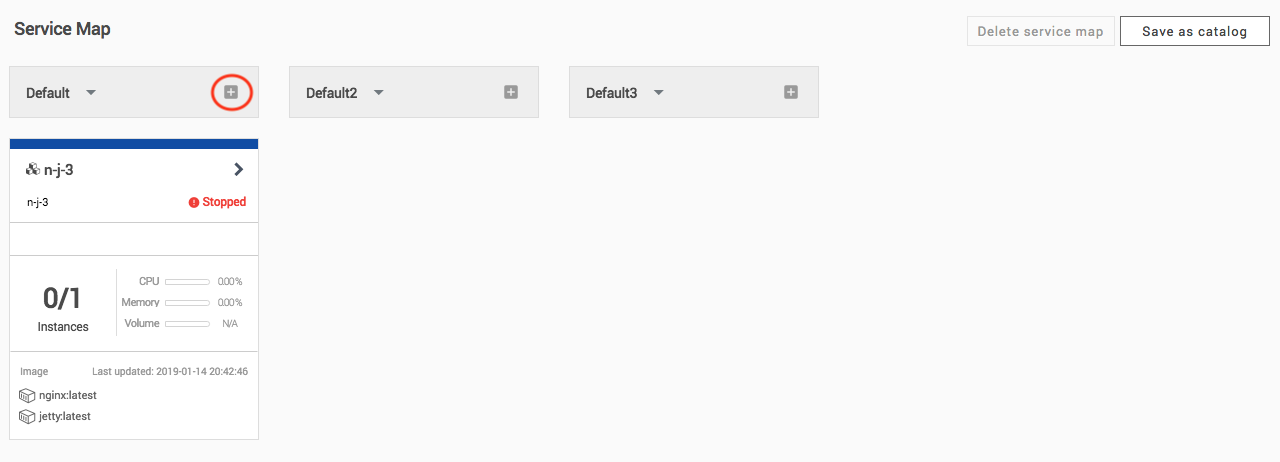 Service Map
Delete service map
Save as catalog
Default
Default2
Default3
n-j-3
n-j-3
Stopped
0/1
Instances
CPU 0.00%
Memory 0.00%
Volume N/A
Image
Last updated: 2019-01-14 20:42:46
nginx:latest
jetty:latest